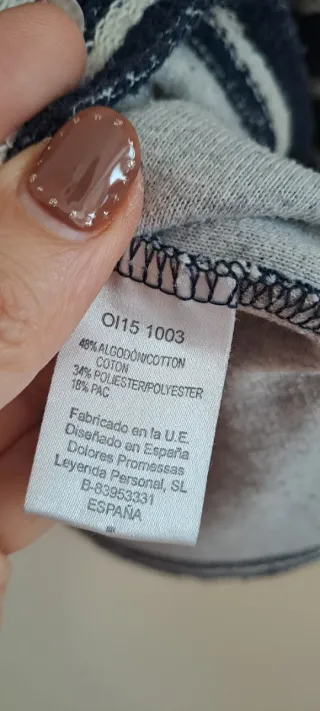 OI15 1003
48% ALGODÓN/COTTON
COTON
34% POLIESTER/POLYESTER
18% PAC
Fabricado en la U.E.
Diseñado en España
Dolores Promessas
Leyenda Personal, SL
B-83953331
ESPAÑA